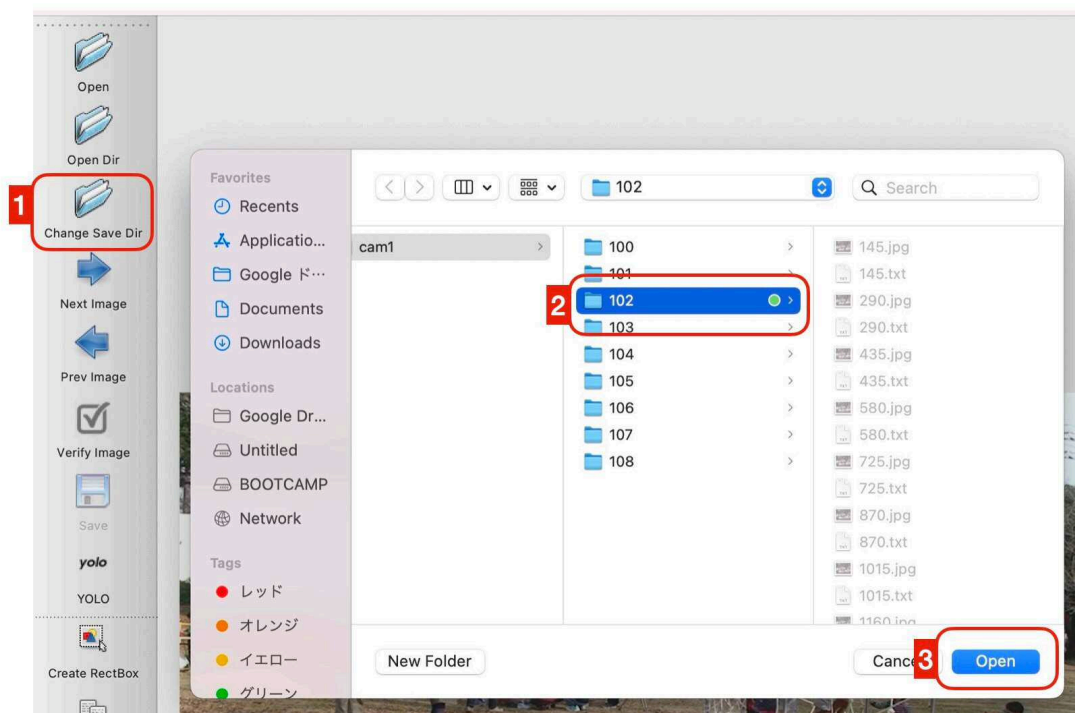 Open
Open Dir
1
Change Save Dir
Next Image
Prev Image
Verify Image
Save
yolo
YOLO
Create RectBox
Favorites
Recents
Applicatio...
Google ド…
Documents
Downloads
Locations
Google Dr...
Untitled
BOOTCAMP
Network
Tags
レッド
オレンジ
イエロー
グリーン
102
Search
cam1
100
101
2
102
103
104
105
106
107
108
145.jpg
145.txt
290.jpg
290.txt
435.jpg
435.txt
580.jpg
580.txt
725.jpg
725.txt
870.jpg
870.txt
1015.jpg
1015.txt
1160.jpg
New Folder
Cance
3
Open